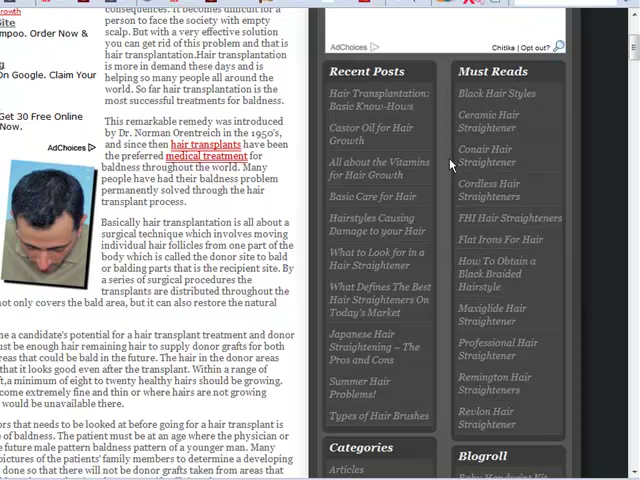 Growth
Site
mpoo. Order Now &
On Google. Claim Your
Get 30 Free Online
Now.
AdChoices
consequences. It becomes difficult for a
person to face the society with empty
scalp. But with a very effective solution
you can get rid of this problem and that is
hair transplantation.Hair transplantation
is more in demand these days and is
helping so many people all around the
world. So far hair transplantation is the
most successful treatments for baldness.
This remarkable remedy was introduced
by Dr. Norman Orentreich in the 1950's,
and since then hair transplants have been
the preferred medical treatment for
baldness throughout the world. Many
people have had their baldness problem
permanently solved through the hair
transplant process.
Basically hair transplantation is all about a
surgical technique which involves moving
individual hair follicles from one part of the
body which is called the donor site to bald
or balding parts that is the recipient site. By
a series of surgical procedures the
transplants are distributed throughout the
not only covers the bald area, but it can also restore the natural
ne a candidate's potential for a hair transplant treatment and donor
ust be enough hair remaining hair to supply donor grafts for both
areas that could be bald in the future. The hair in the donor areas
that it looks good even after the transplant. Within a range of
ft,a minimum of eight to twenty healthy hairs should be growing.
come extremely fine and thin or where hairs are not growing
would be unavailable there.
ors that needs to be looked at before going for a hair transplant is
e of baldness. The patient must be at an age where the physician or
e future male pattern baldness pattern of a younger man. Many
pictures of the patients' family members to determine a developing
done so that there will not be donor grafts taken from areas that
AdChoices
Chitika | Opt out?
Recent Posts
Hair Transplantation:
Basic Know-Hows
Castor Oil for Hair
Growth
All about the Vitamins
for Hair Growth
Basic Care for Hair
Hairstyles Causing
Damage to your Hair
What to Look for in a
Hair Straightener
What Defines The Best
Hair Straighteners On
Today's Market
Japanese Hair
Straightening – The
Pros and Cons
Summer Hair
Problems!
Types of Hair Brushes
Categories
Articles
Must Reads
Black Hair Styles
Ceramic Hair
Straightener
Conair Hair
Straightener
Cordless Hair
Straighteners
FHI Hair Straighteners
Flat Irons For Hair
How To Obtain a
Black Braided
Hairstyle
Maxiglide Hair
Straightener
Professional Hair
Straightener
Remington Hair
Straighteners
Revlon Hair
Straightener
Blogroll
Baby Handprint Kit